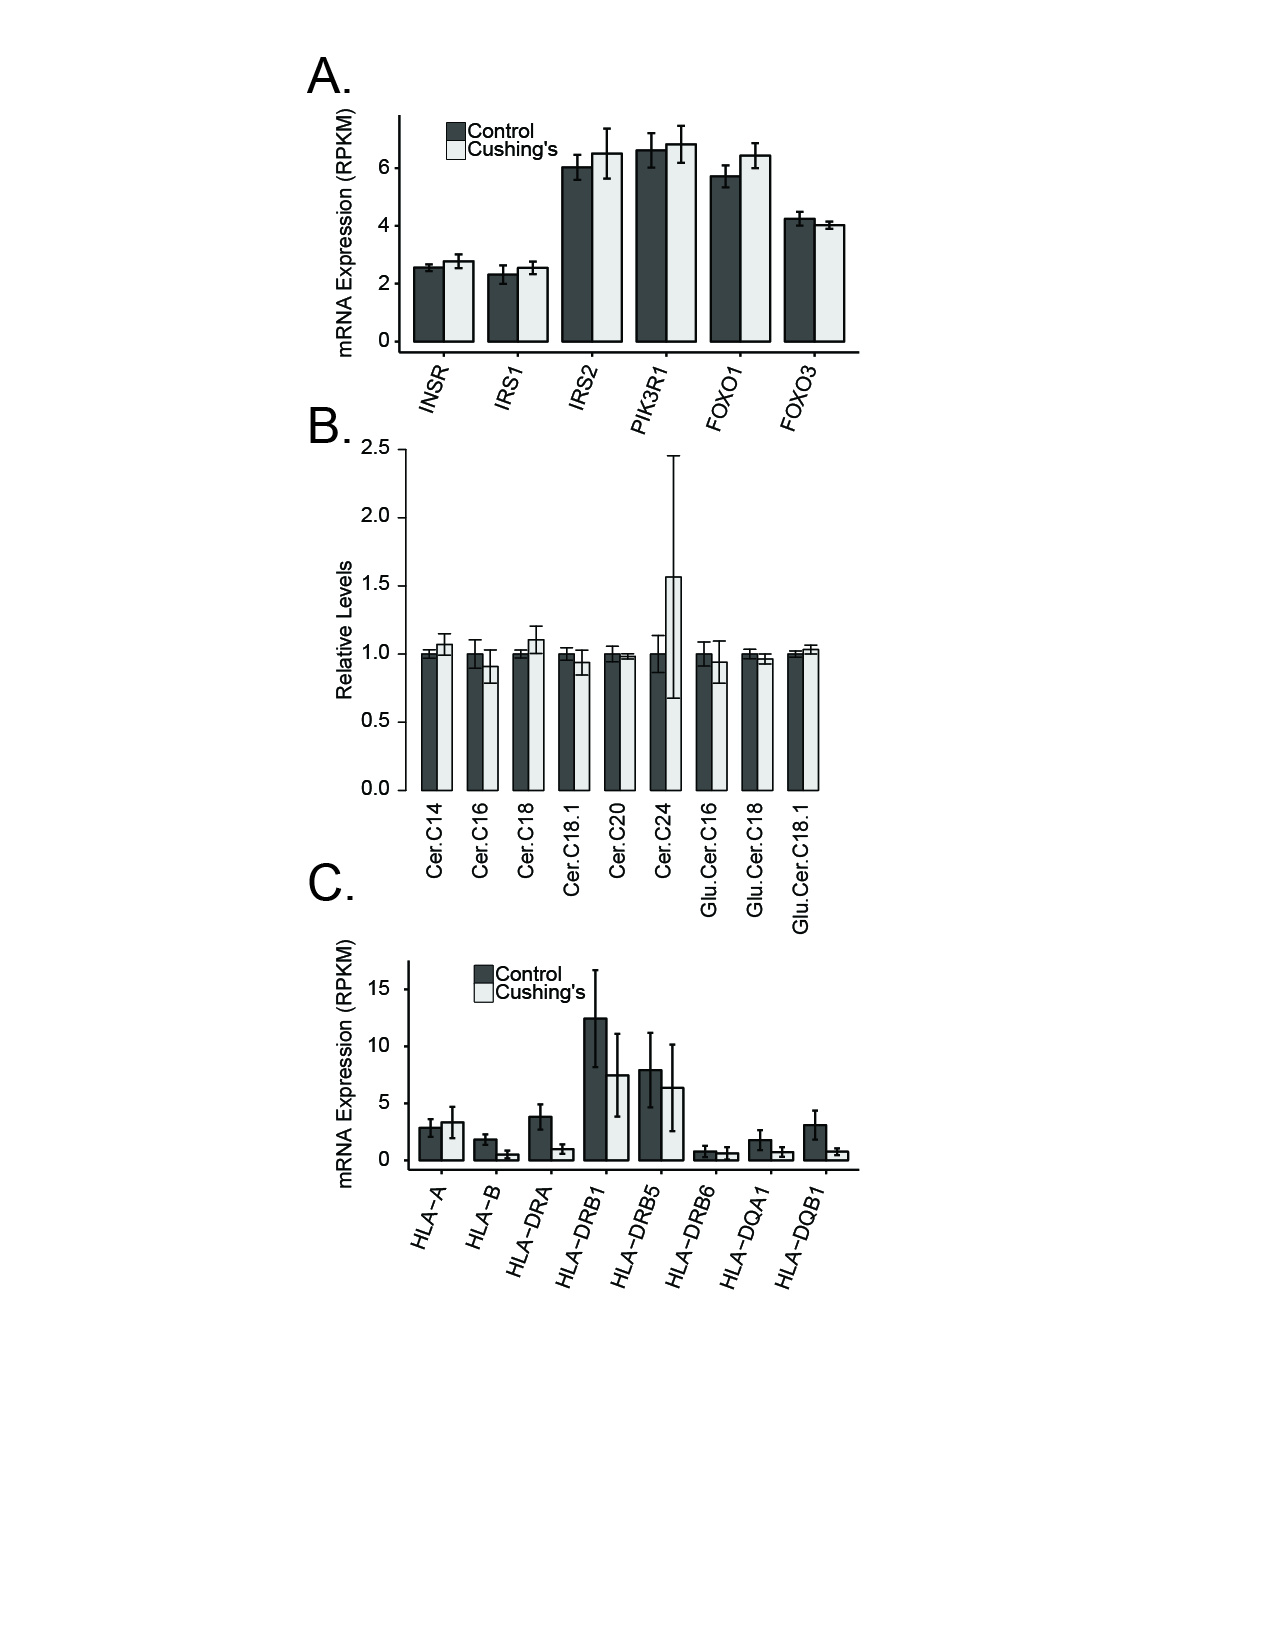 A.
mRNA Expression (RPKM)
Control
Cushing's
6
4
2
0
INSR
IRS1
IRS2
PIK3R1
FOXO1
FOXO3
B.
Relative Levels
2.5
2.0
1.5
1.0
0.5
0.0
Cer.C14
Cer.C16
Cer.C18
Cer.C18.1
Cer.C20
Cer.C24
Glu.Cer.C16
Glu.Cer.C18
Glu.Cer.C18.1
C.
mRNA Expression (RPKM)
Control
Cushing's
15
10
5
0
HLA−A
HLA−B
HLA−DRA
HLA−DRB1
HLA−DRB5
HLA−DRB6
HLA−DQA1
HLA−DQB1